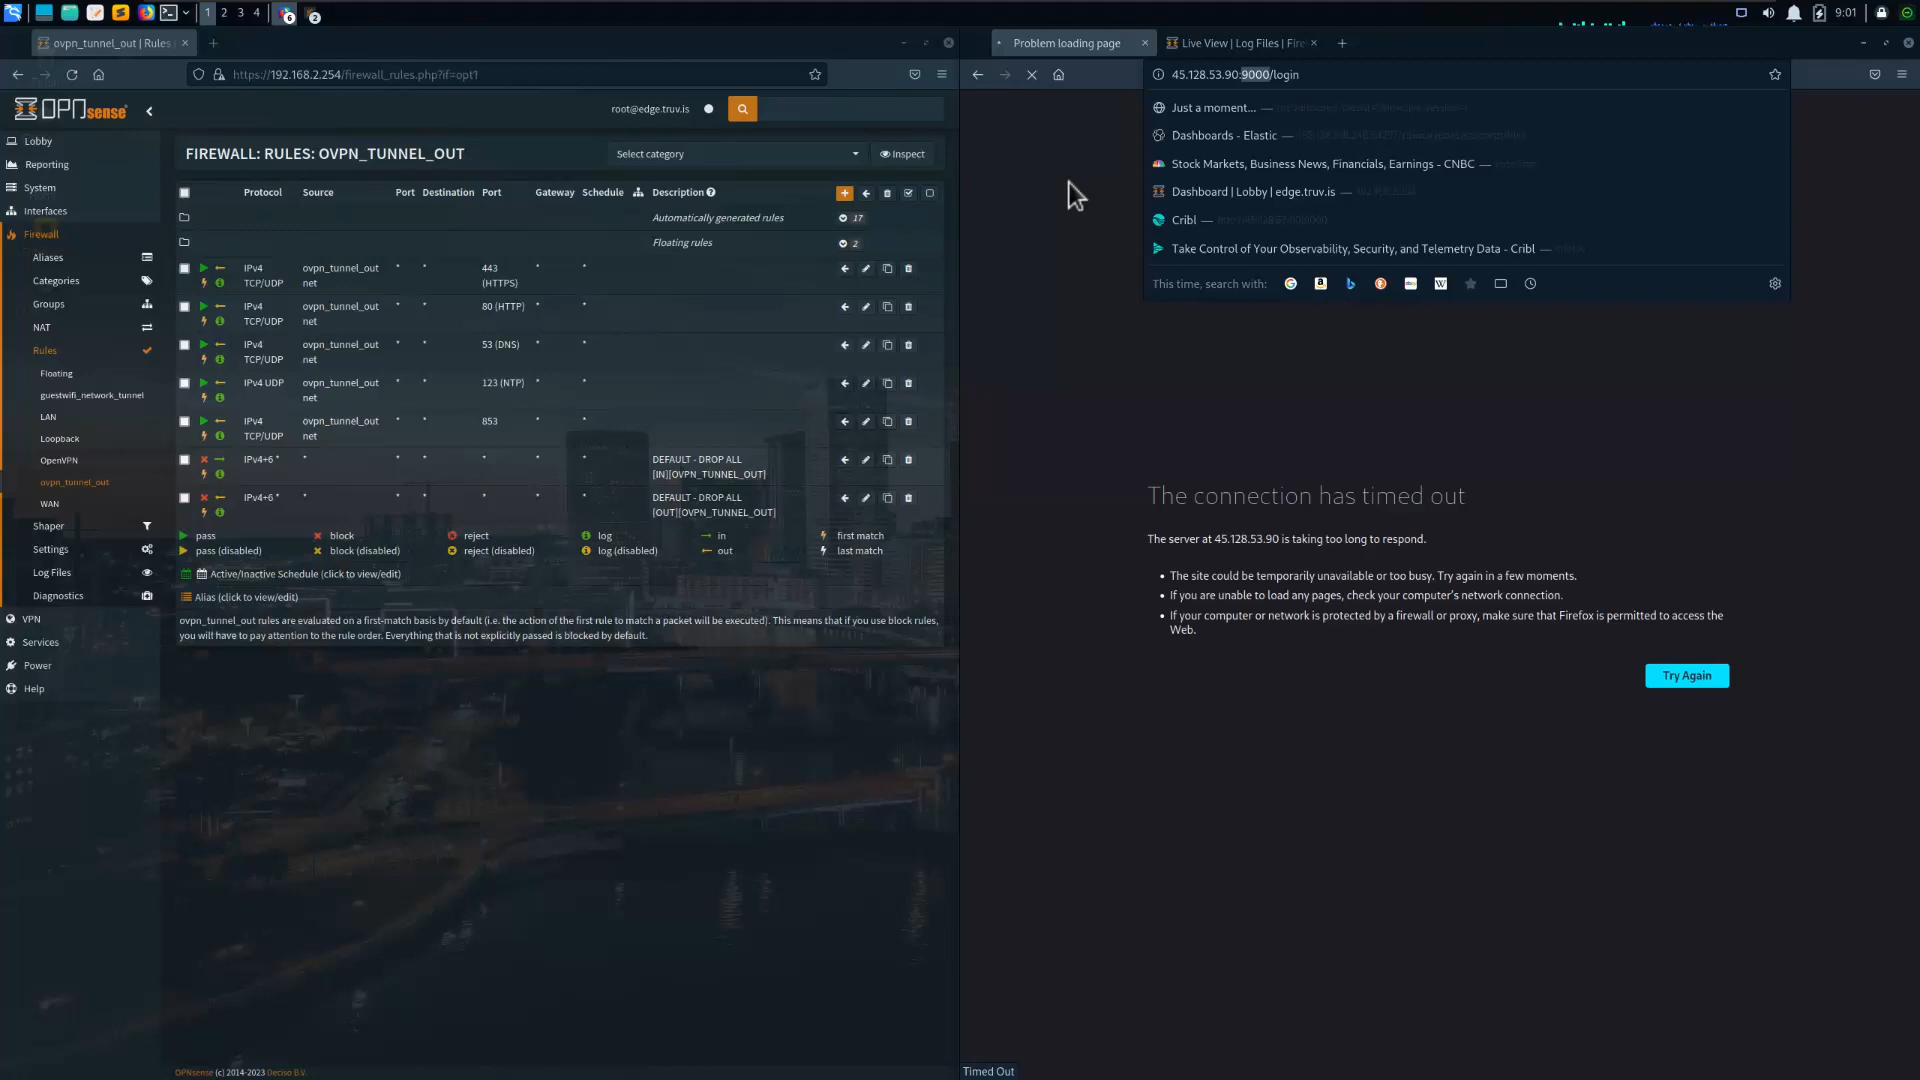 1 2 3 4
6
2
9:01
ovpn_tunnel_out | Rules
https://192.168.2.254/firewall_rules.php?if=opt1
OPNsense
root@edge.truv.is
Lobby
Reporting
System
Interfaces
Firewall
Aliases
Categories
Groups
NAT
Rules
Floating
guestwifi_network_tunnel
LAN
Loopback
OpenVPN
ovpn_tunnel_out
WAN
Shaper
Settings
Log Files
Diagnostics
VPN
Services
Power
Help
FIREWALL: RULES: OVPN_TUNNEL_OUT
Select category
Inspect
Protocol Source Port Destination Port Gateway Schedule Description
Automatically generated rules 17
Floating rules 2
IPv4 TCP/UDP ovpn_tunnel_out net * * 443 (HTTPS) * *
IPv4 TCP/UDP ovpn_tunnel_out net * * 80 (HTTP) * *
IPv4 TCP/UDP ovpn_tunnel_out net * * 53 (DNS) * *
IPv4 UDP ovpn_tunnel_out net * * 123 (NTP) * *
IPv4 TCP/UDP ovpn_tunnel_out net * * 853 * *
IPv4+6 * * * * * * * DEFAULT - DROP ALL [IN][OVPN_TUNNEL_OUT]
IPv4+6 * * * * * * * DEFAULT - DROP ALL [OUT][OVPN_TUNNEL_OUT]
pass block reject log in first match
pass (disabled) block (disabled) reject (disabled) log (disabled) out last match
Active/Inactive Schedule (click to view/edit)
Alias (click to view/edit)
ovpn_tunnel_out rules are evaluated on a first-match basis by default (i.e. the action of the first rule to match a packet will be executed). This means that if you use block rules,
you will have to pay attention to the rule order. Everything that is not explicitly passed is blocked by default.
OPNsense (c) 2014-2023 Deciso B.V.
Problem loading page
Live View | Log Files | Fire
45.128.53.90:9000/login
Just a moment... —
Dashboards - Elastic —
Stock Markets, Business News, Financials, Earnings - CNBC —
Dashboard | Lobby | edge.truv.is —
Cribl —
Take Control of Your Observability, Security, and Telemetry Data - Cribl —
This time, search with:
The connection has timed out
The server at 45.128.53.90 is taking too long to respond.
The site could be temporarily unavailable or too busy. Try again in a few moments.
If you are unable to load any pages, check your computer's network connection.
If your computer or network is protected by a firewall or proxy, make sure that Firefox is permitted to access the
Web.
Try Again
Timed Out